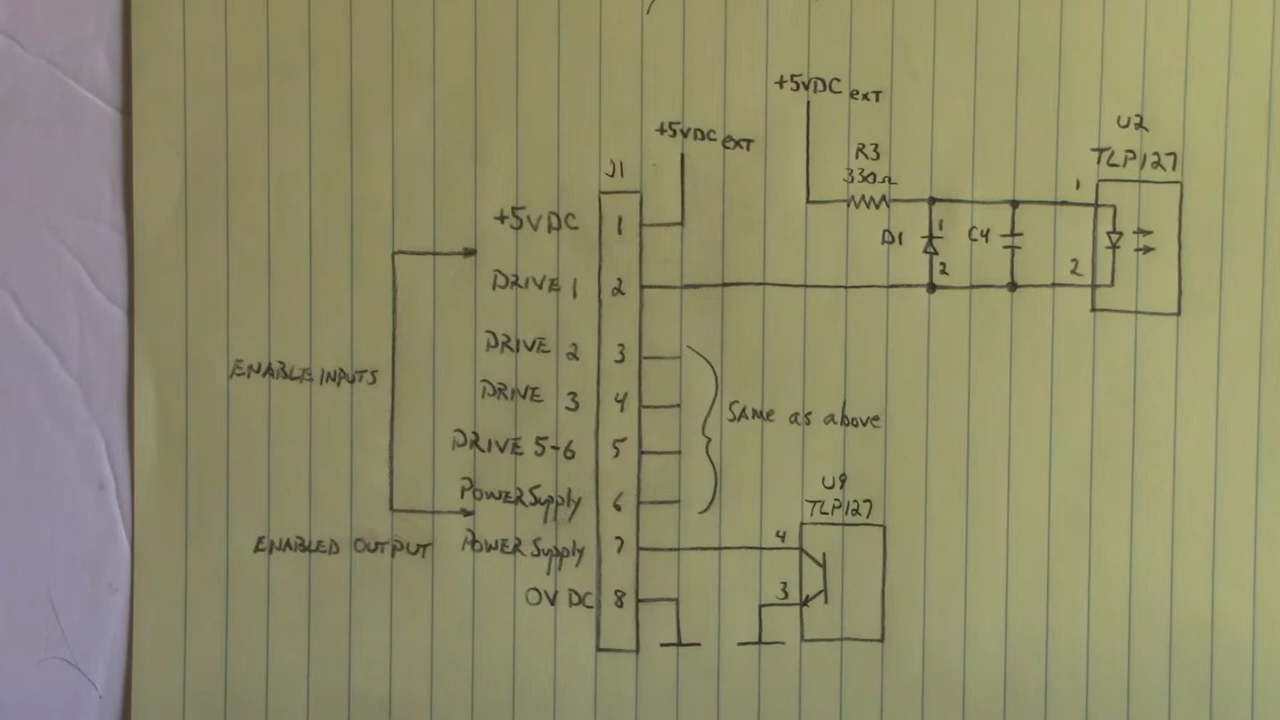 +5VDC EXT
U2
TLP127
+5VDC EXT
R3
330Ω
J1
1
+5VDC 1
D1 1 2
C4
2
DRIVE 1 2
DRIVE 2 3
ENABLE INPUTS
DRIVE 3 4
SAME as above
DRIVE 5-6 5
POWER Supply 6
U9
TLP127
ENABLED OUTPUT POWER Supply 7
4
0V DC 8
3